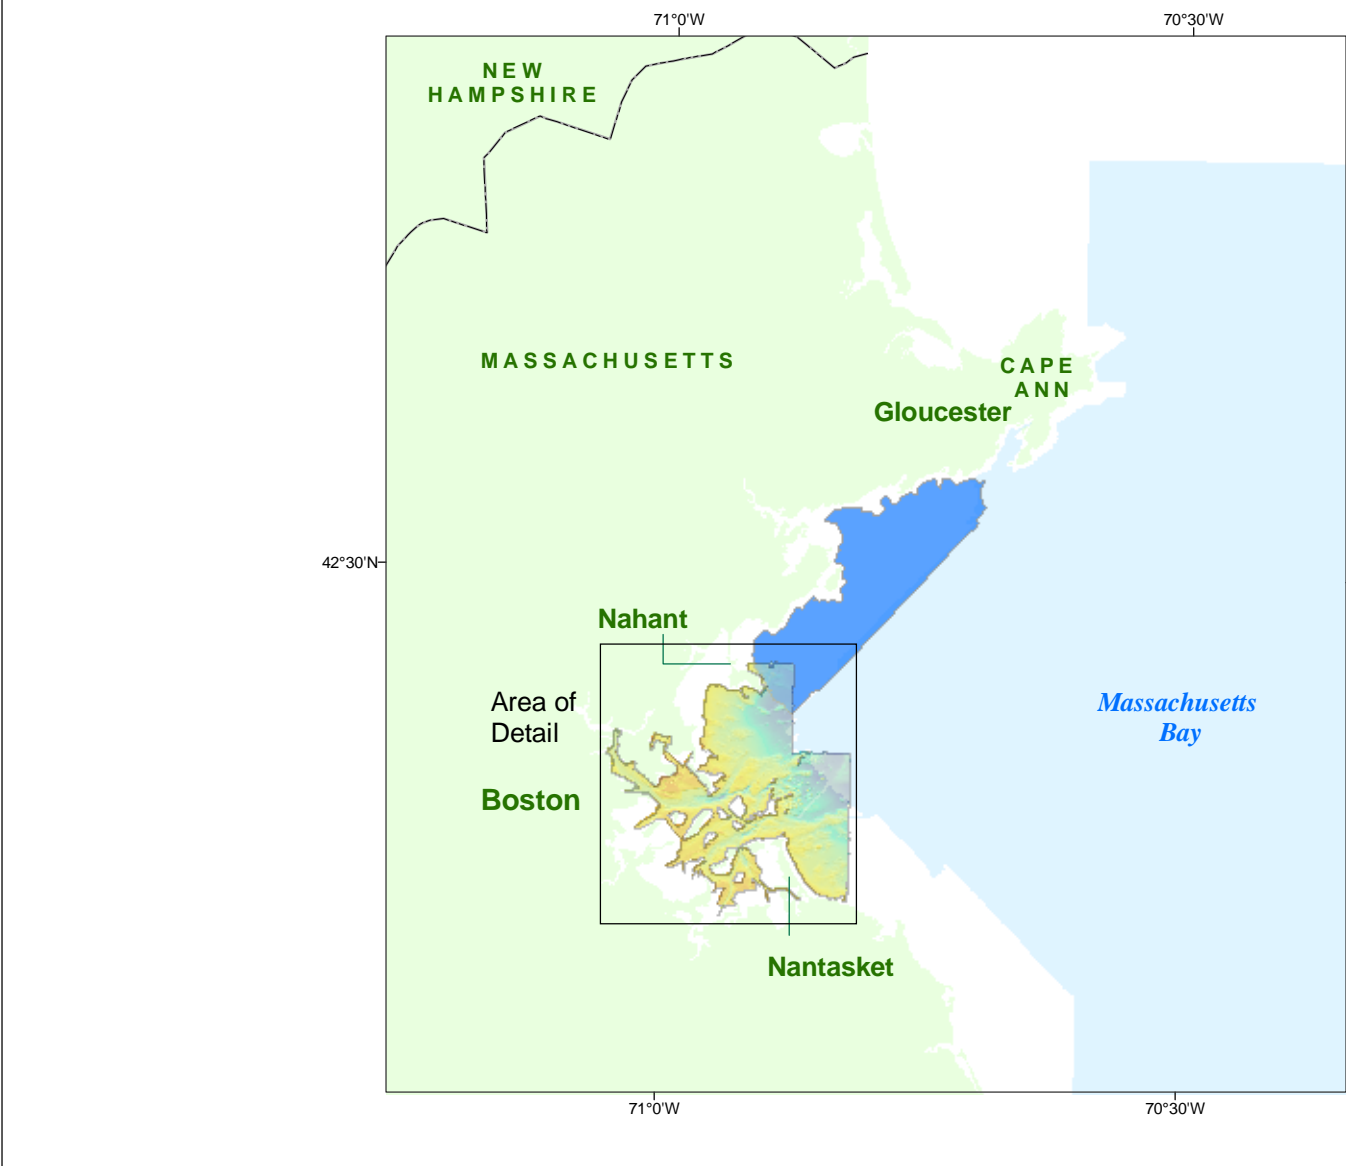 71°0'W
70°30'W
NEW
HAMPSHIRE
MASSACHUSETTS
CAPE
ANN
Gloucester
42°30'N
Nahant
Area of
Detail
Massachusetts
Bay
Boston
Nantasket
71°0'W
70°30'W